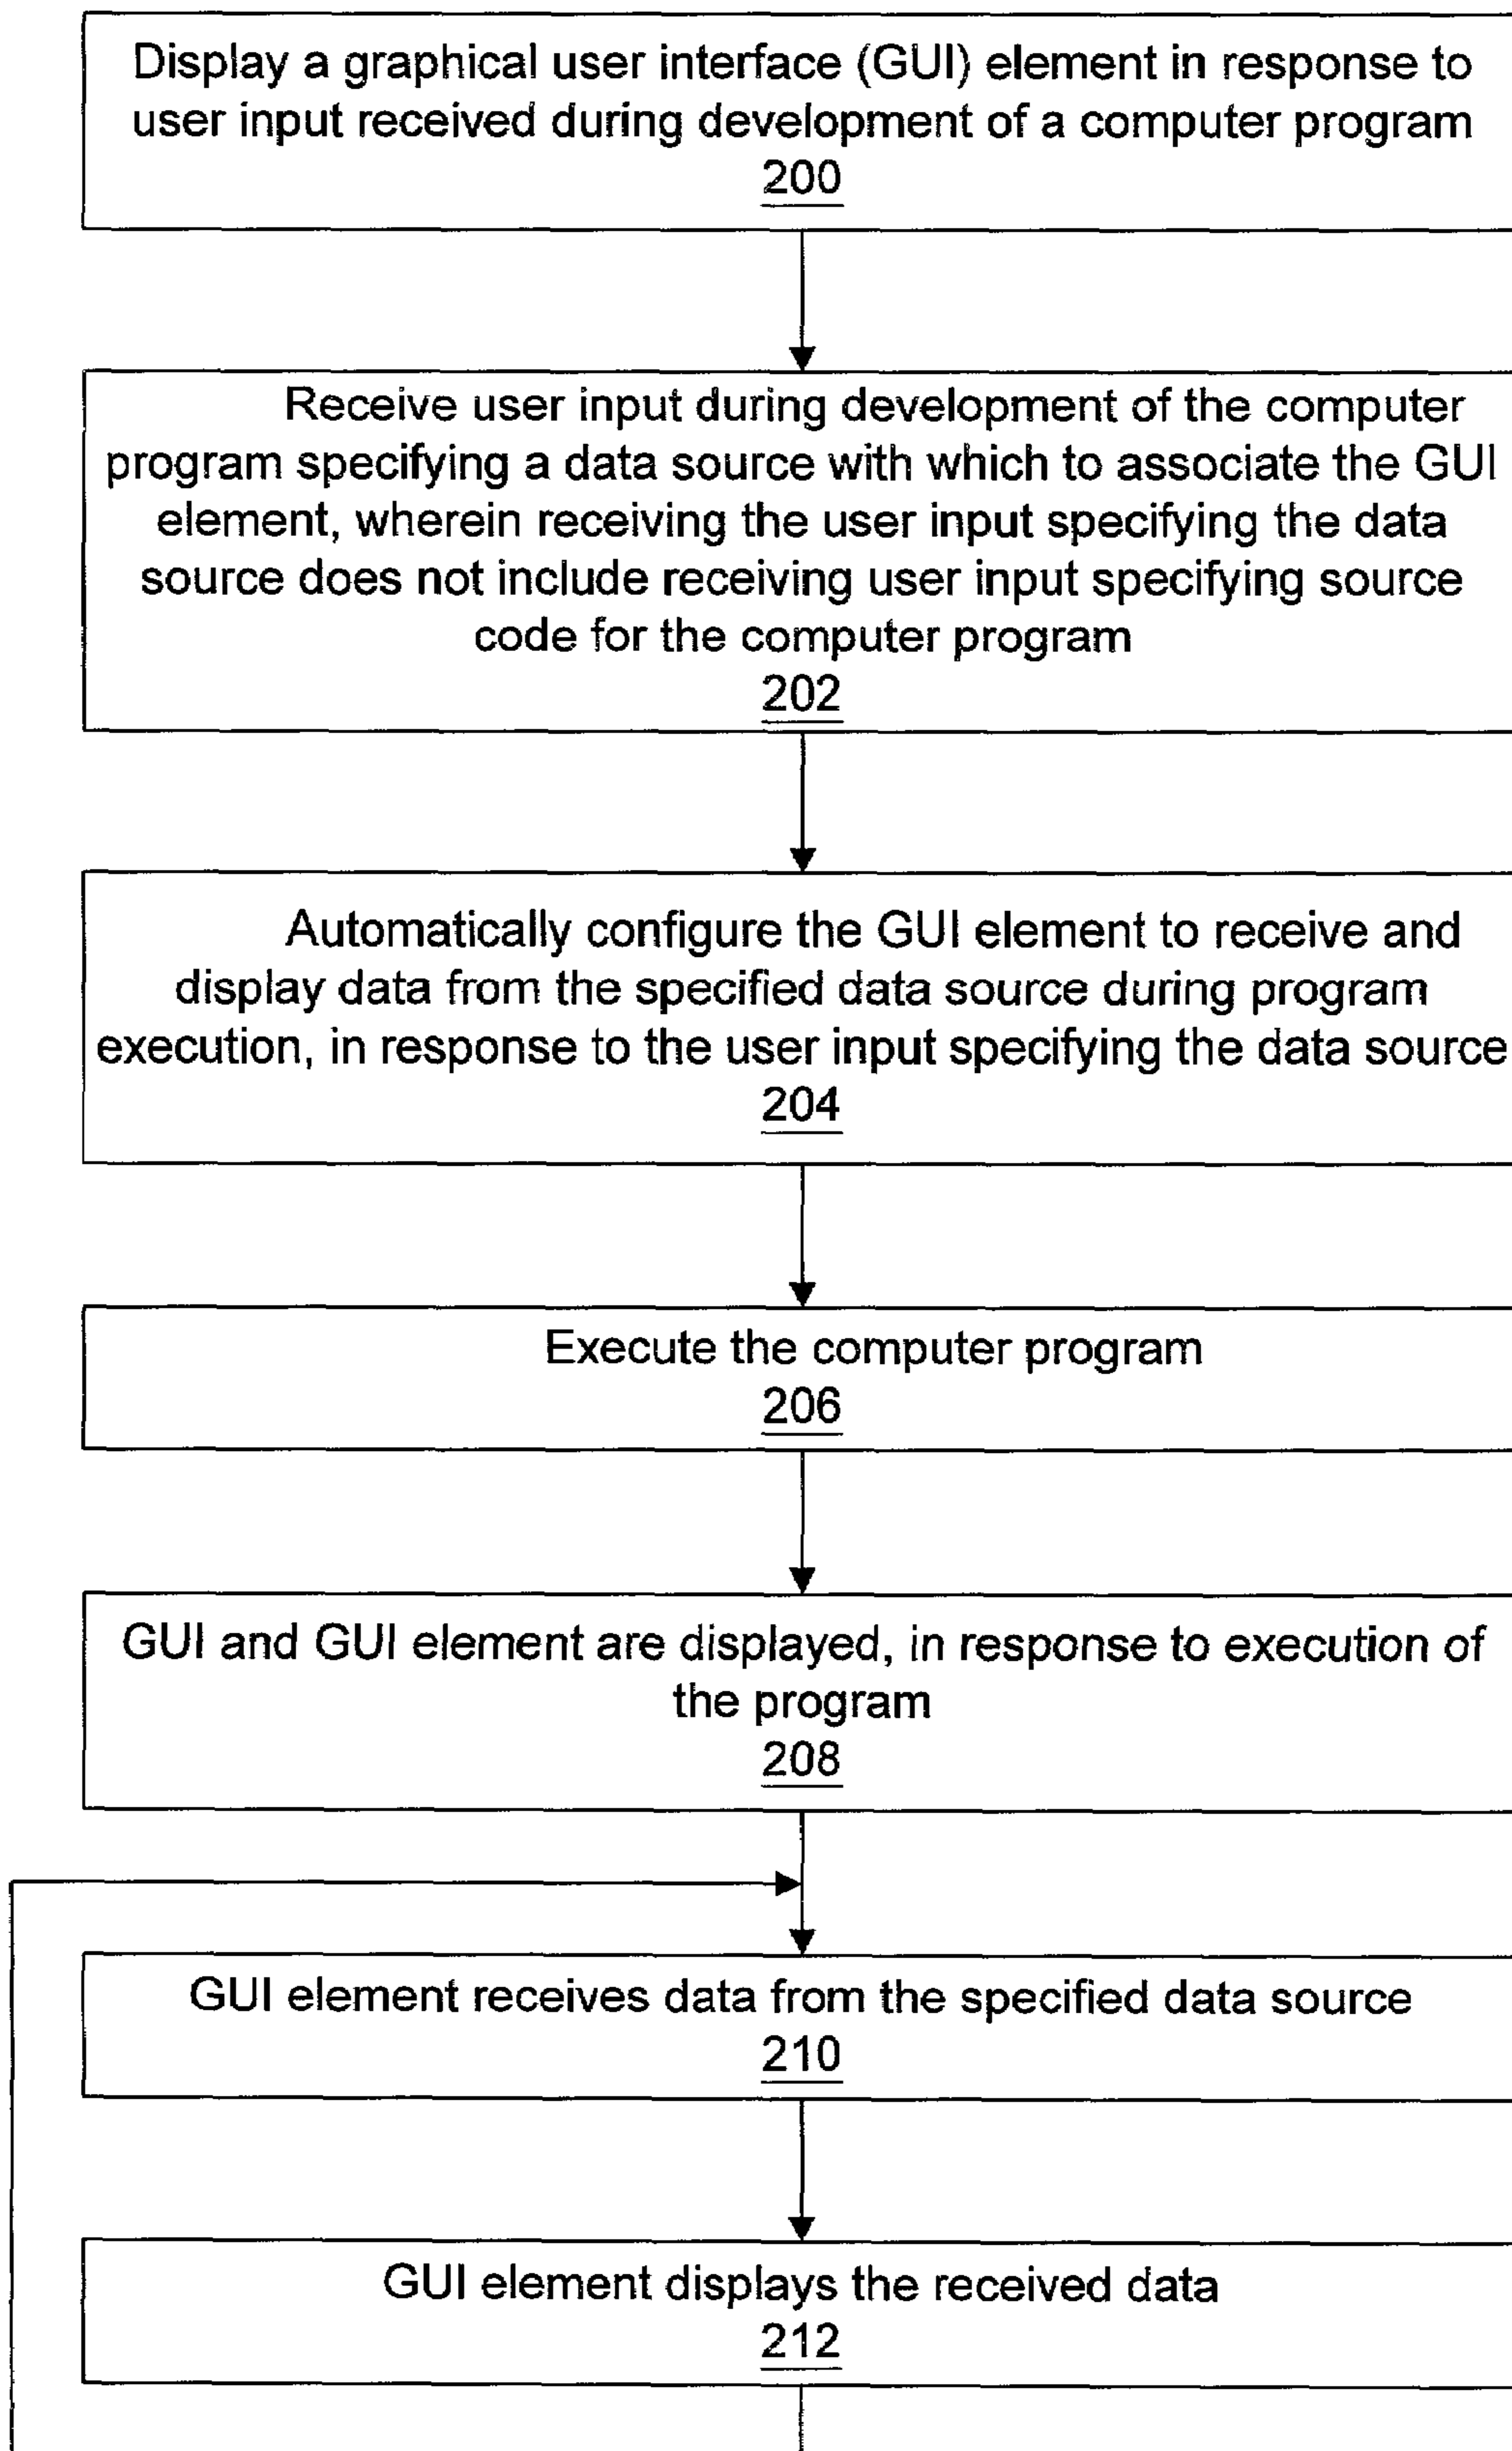 Display a graphical user interface (GUI) element in response to
user input received during development of a computer program
200
Receive user input during development of the computer
program specifying a data source with which to associate the GUI
element, wherein receiving the user input specifying the data
source does not include receiving user input specifying source
code for the computer program
202
Automatically configure the GUI element to receive and
display data from the specified data source during program
execution, in response to the user input specifying the data source
204
Execute the computer program
206
GUI and GUI element are displayed, in response to execution of
the program
208
GUI element receives data from the specified data source
210
GUI element displays the received data
212